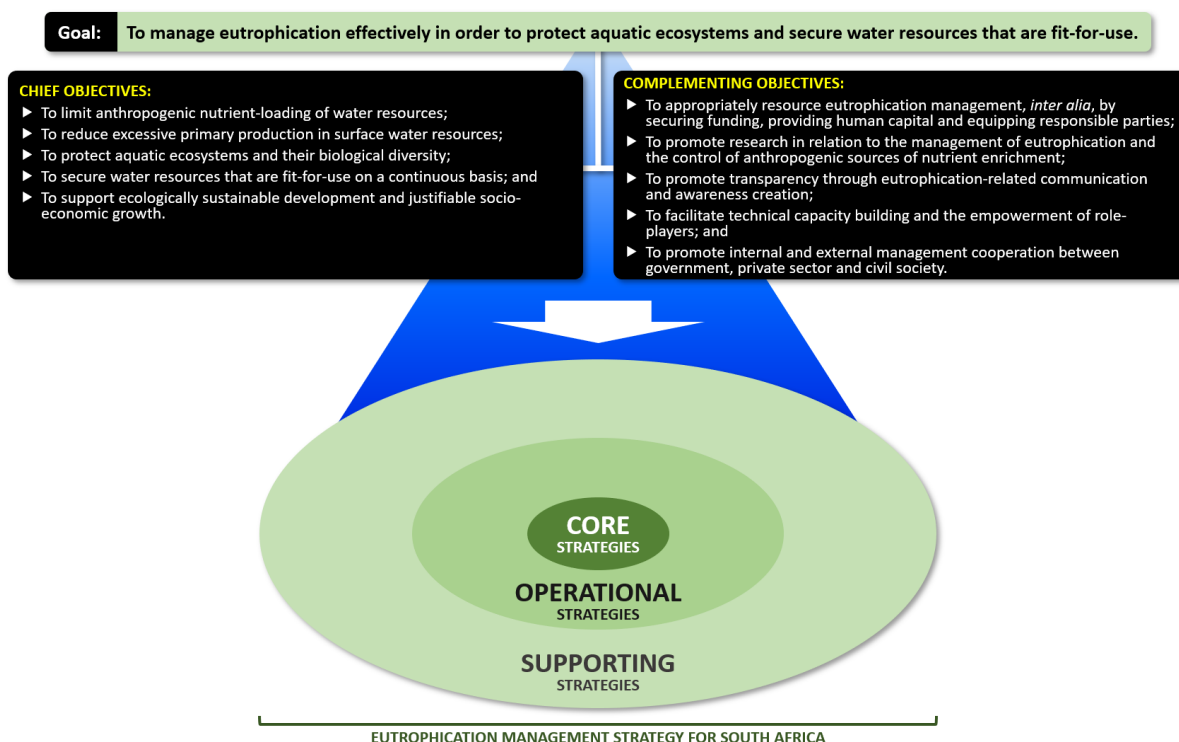 Goal: To manage eutrophication effectively in order to protect aquatic ecosystems and secure water resources that are fit-for-use.
CHIEF OBJECTIVES:
To limit anthropogenic nutrient-loading of water resources;
To reduce excessive primary production in surface water resources;
To protect aquatic ecosystems and their biological diversity;
To secure water resources that are fit-for-use on a continuous basis; and
To support ecologically sustainable development and justifiable socio-
economic growth.
COMPLEMENTING OBJECTIVES:
To appropriately resource eutrophication management, inter alia, by
securing funding, providing human capital and equipping responsible parties;
To promote research in relation to the management of eutrophication and
the control of anthropogenic sources of nutrient enrichment;
To promote transparency through eutrophication-related communication
and awareness creation;
To facilitate technical capacity building and the empowerment of role-
players; and
To promote internal and external management cooperation between
government, private sector and civil society.
CORE
STRATEGIES
OPERATIONAL
STRATEGIES
SUPPORTING
STRATEGIES
EUTROPHICATION MANAGEMENT STRATEGY FOR SOUTH AFRICA